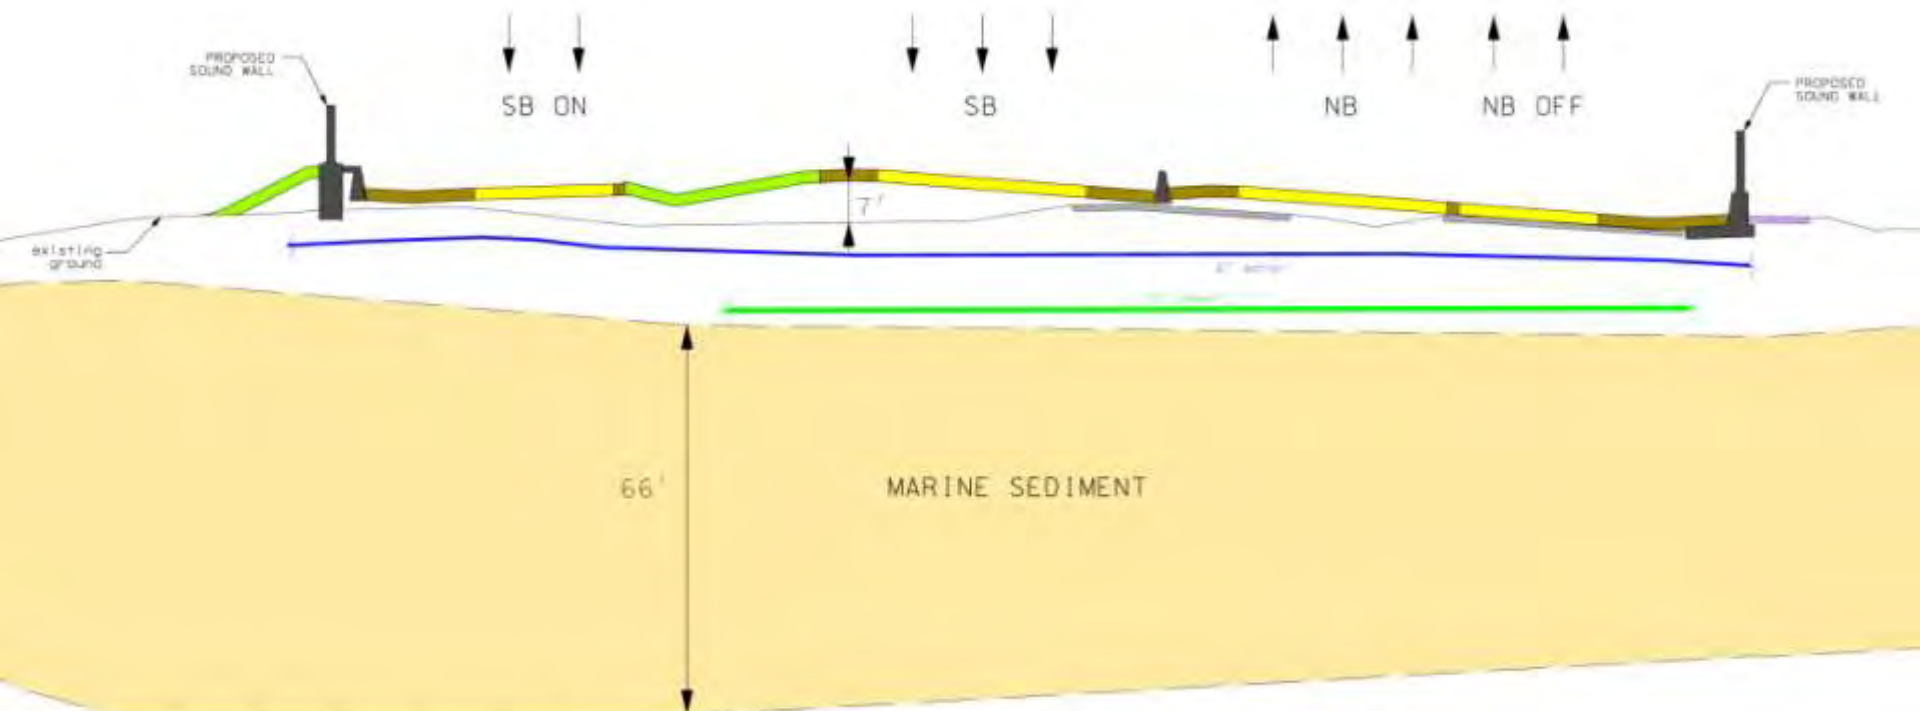 PROPOSED
SOUND WALL
SB ON
SB
NB
NB OFF
PROPOSED
SOUND WALL
7'
existing
ground
66'
MARINE SEDIMENT